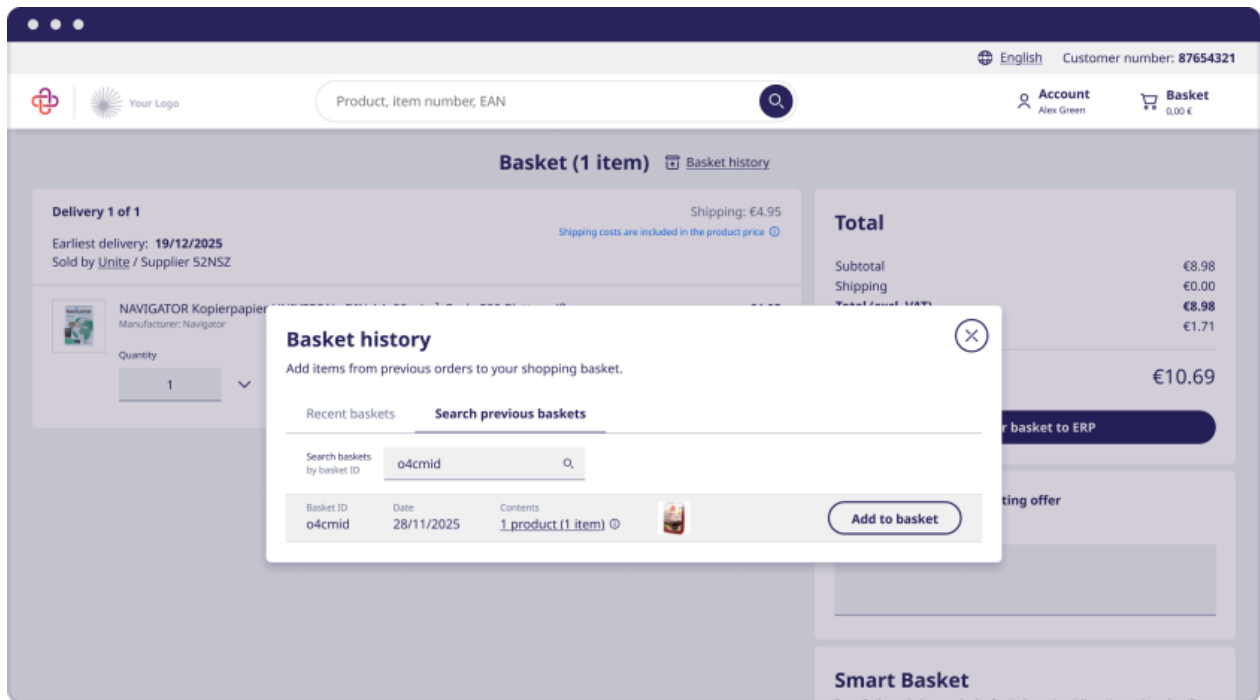 English Customer number: 87654321
Your Logo
Product, item number, EAN
Account
Alex Green
Basket
0,00 €
Basket (1 item) Basket history
Delivery 1 of 1
Shipping: €4.95
Shipping costs are included in the product price
Earliest delivery: 19/12/2025
Sold by Unite / Supplier 52NSZ
NAVIGATOR Kopierpapier
Manufacturer: Navigator
Quantity
1
Total
Subtotal €8.98
Shipping €0.00
Total (excl. VAT) €8.98
€1.71
€10.69
basket to ERP
offer
Smart Basket
Basket history
Add items from previous orders to your shopping basket.
Recent baskets Search previous baskets
Search baskets
by basket ID
o4cmid
Basket ID Date Contents
o4cmid 28/11/2025 1 product (1 item)
Add to basket